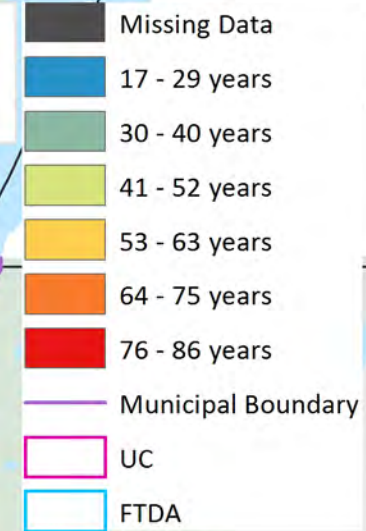 Missing Data
17 - 29 years
30 - 40 years
41 - 52 years
53 - 63 years
64 - 75 years
76 - 86 years
Municipal Boundary
UC
FTDA